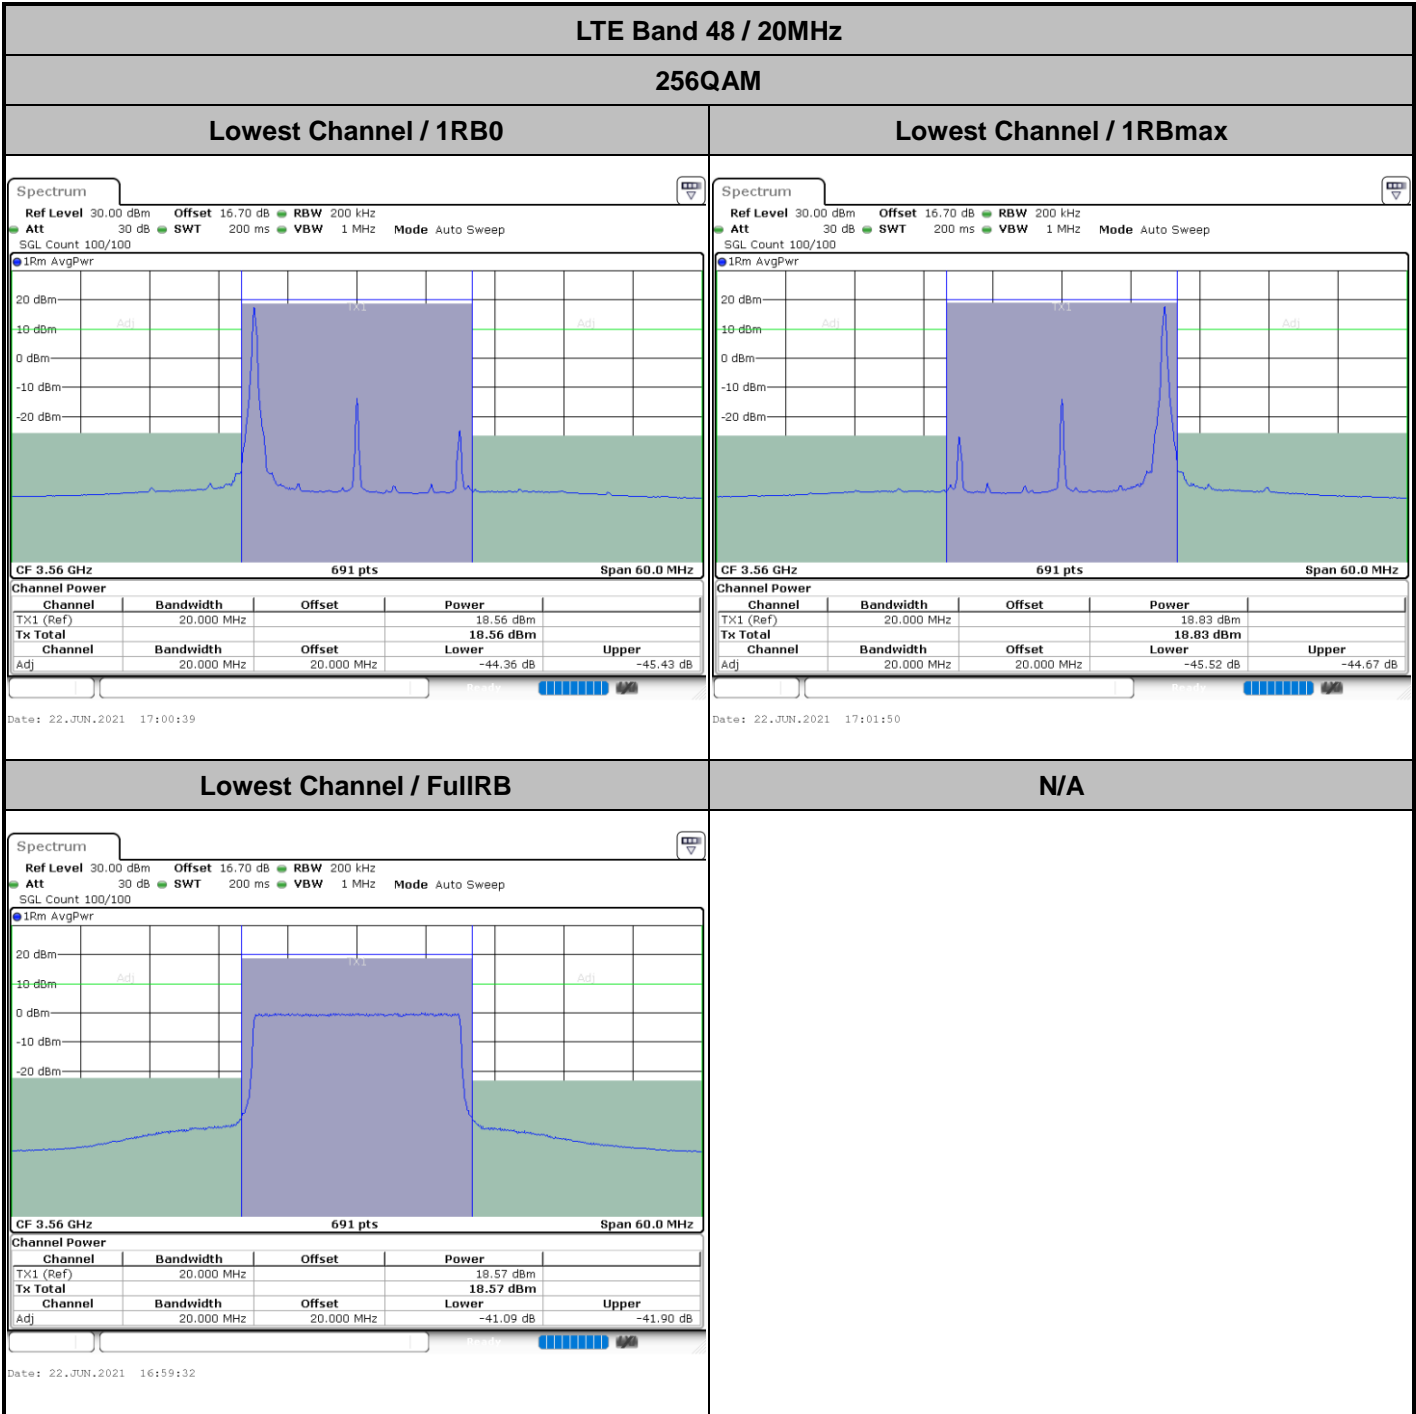 LTE Band 48 / 20MHz
256QAM
Lowest Channel / 1RB0
Lowest Channel / 1RBmax
Spectrum
Ref Level 30.00 dBm Offset 16.70 dB RBW 200 kHz
Att 30 dB SWT 200 ms VBW 1 MHz Mode Auto Sweep
SGL Count 100/100
1Rm AvgPwr
TX1
20 dBm
Adj
Adj
10 dBm
0 dBm
-10 dBm
-20 dBm
CF 3.56 GHz 691 pts Span 60.0 MHz
Channel Power
Channel Bandwidth Offset Power
TX1 (Ref) 20.000 MHz 18.56 dBm
Tx Total 18.56 dBm
Channel Bandwidth Offset Lower Upper
Adj 20.000 MHz 20.000 MHz -44.36 dB -45.43 dB
Ready
Date: 22.JUN.2021 17:00:39
Spectrum
Ref Level 30.00 dBm Offset 16.70 dB RBW 200 kHz
Att 30 dB SWT 200 ms VBW 1 MHz Mode Auto Sweep
SGL Count 100/100
1Rm AvgPwr
TX1
20 dBm
Adj
Adj
10 dBm
0 dBm
-10 dBm
-20 dBm
CF 3.56 GHz 691 pts Span 60.0 MHz
Channel Power
Channel Bandwidth Offset Power
TX1 (Ref) 20.000 MHz 18.83 dBm
Tx Total 18.83 dBm
Channel Bandwidth Offset Lower Upper
Adj 20.000 MHz 20.000 MHz -45.52 dB -44.67 dB
Ready
Date: 22.JUN.2021 17:01:50
Lowest Channel / FullRB
N/A
Spectrum
Ref Level 30.00 dBm Offset 16.70 dB RBW 200 kHz
Att 30 dB SWT 200 ms VBW 1 MHz Mode Auto Sweep
SGL Count 100/100
1Rm AvgPwr
20 dBm
TX1
Adj
Adj
10 dBm
0 dBm
-10 dBm
-20 dBm
CF 3.56 GHz 691 pts Span 60.0 MHz
Channel Power
Channel Bandwidth Offset Power
TX1 (Ref) 20.000 MHz 18.57 dBm
Tx Total 18.57 dBm
Channel Bandwidth Offset Lower Upper
Adj 20.000 MHz 20.000 MHz -41.09 dB -41.90 dB
Ready
Date: 22.JUN.2021 16:59:32